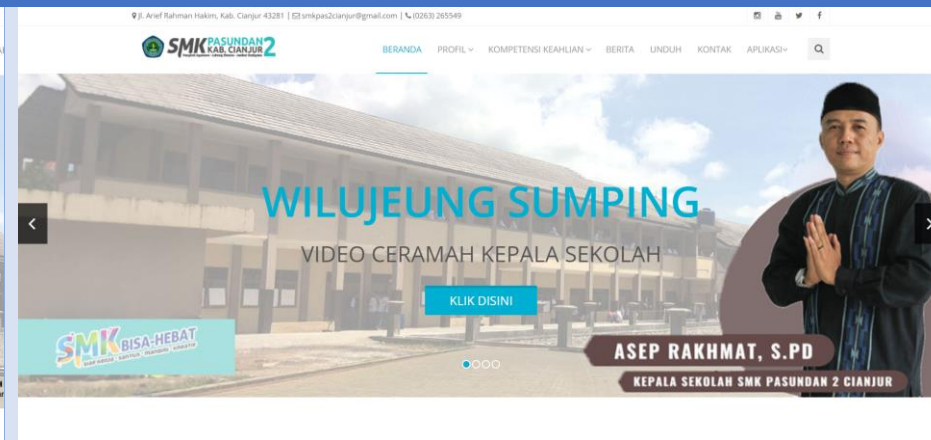 Jl. Arief Rahman Hakim, Kab. Cianjur 43281 | smkpas2cianjur@gmail.com | (0263) 265549
SMK PASUNDAN 2
KAB. CIANJUR
BERANDA PROFIL KOMPETENSI KEAHLIAN BERITA UNDUH KONTAK APLIKASI
WILUJEUNG SUMPING
VIDEO CERAMAH KEPALA SEKOLAH
KLIK DISINI
SMK BISA-HEBAT
ASEP RAKHMAT, S.PD
KEPALA SEKOLAH SMK PASUNDAN 2 CIANJUR